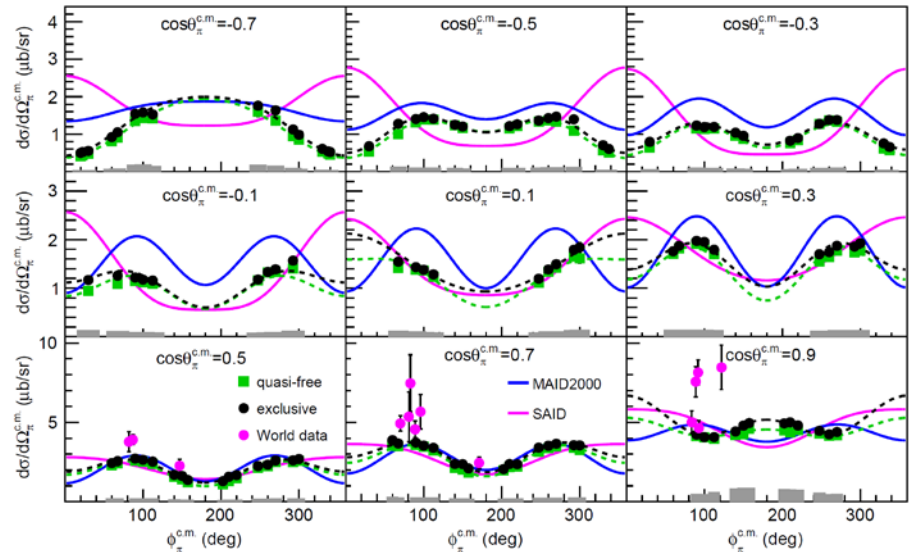 cosθπc.m.=-0.7
cosθπc.m.=-0.5
cosθπc.m.=-0.3
dσ/dΩπc.m. (μb/sr)
4
3
2
1
cosθπc.m.=-0.1
cosθπc.m.=0.1
cosθπc.m.=0.3
dσ/dΩπc.m. (μb/sr)
3
2
1
cosθπc.m.=0.5
cosθπc.m.=0.7
cosθπc.m.=0.9
dσ/dΩπc.m. (μb/sr)
10
5
quasi-free
exclusive
World data
MAID2000
SAID
100 200 300
100 200 300
100 200 300
ϕπc.m. (deg)
ϕπc.m. (deg)
ϕπc.m. (deg)